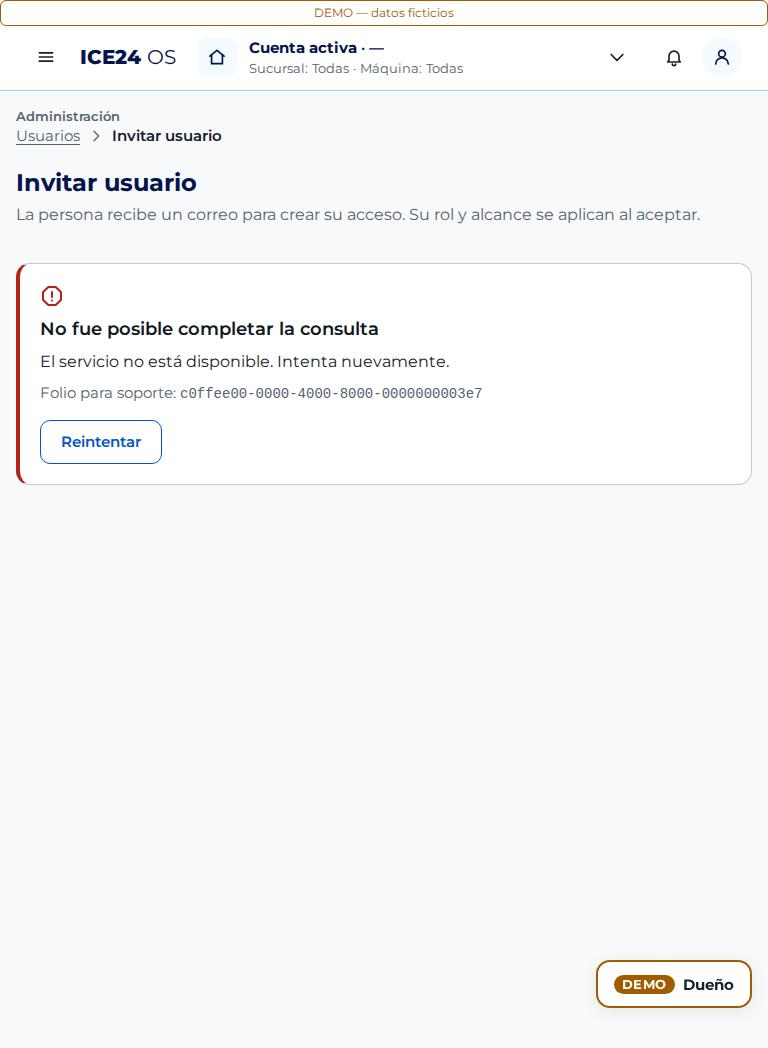 DEMO — datos ficticios
ICE24 OS
Cuenta activa · —
Sucursal: Todas · Máquina: Todas
Administración
Usuarios > Invitar usuario
Invitar usuario
La persona recibe un correo para crear su acceso. Su rol y alcance se aplican al aceptar.
No fue posible completar la consulta
El servicio no está disponible. Intenta nuevamente.
Folio para soporte: c0ffee00-0000-4000-8000-0000000003e7
Reintentar
DEMO Dueño